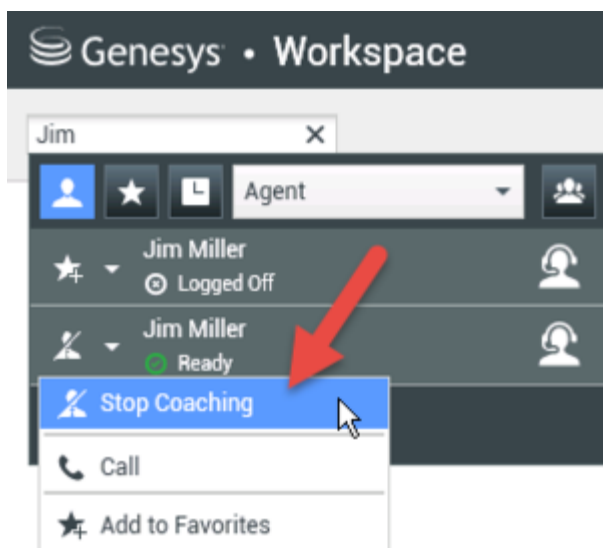 Genesys • Workspace
Jim
Agent
Jim Miller
Logged Off
Jim Miller
Ready
Stop Coaching
Call
Add to Favorites